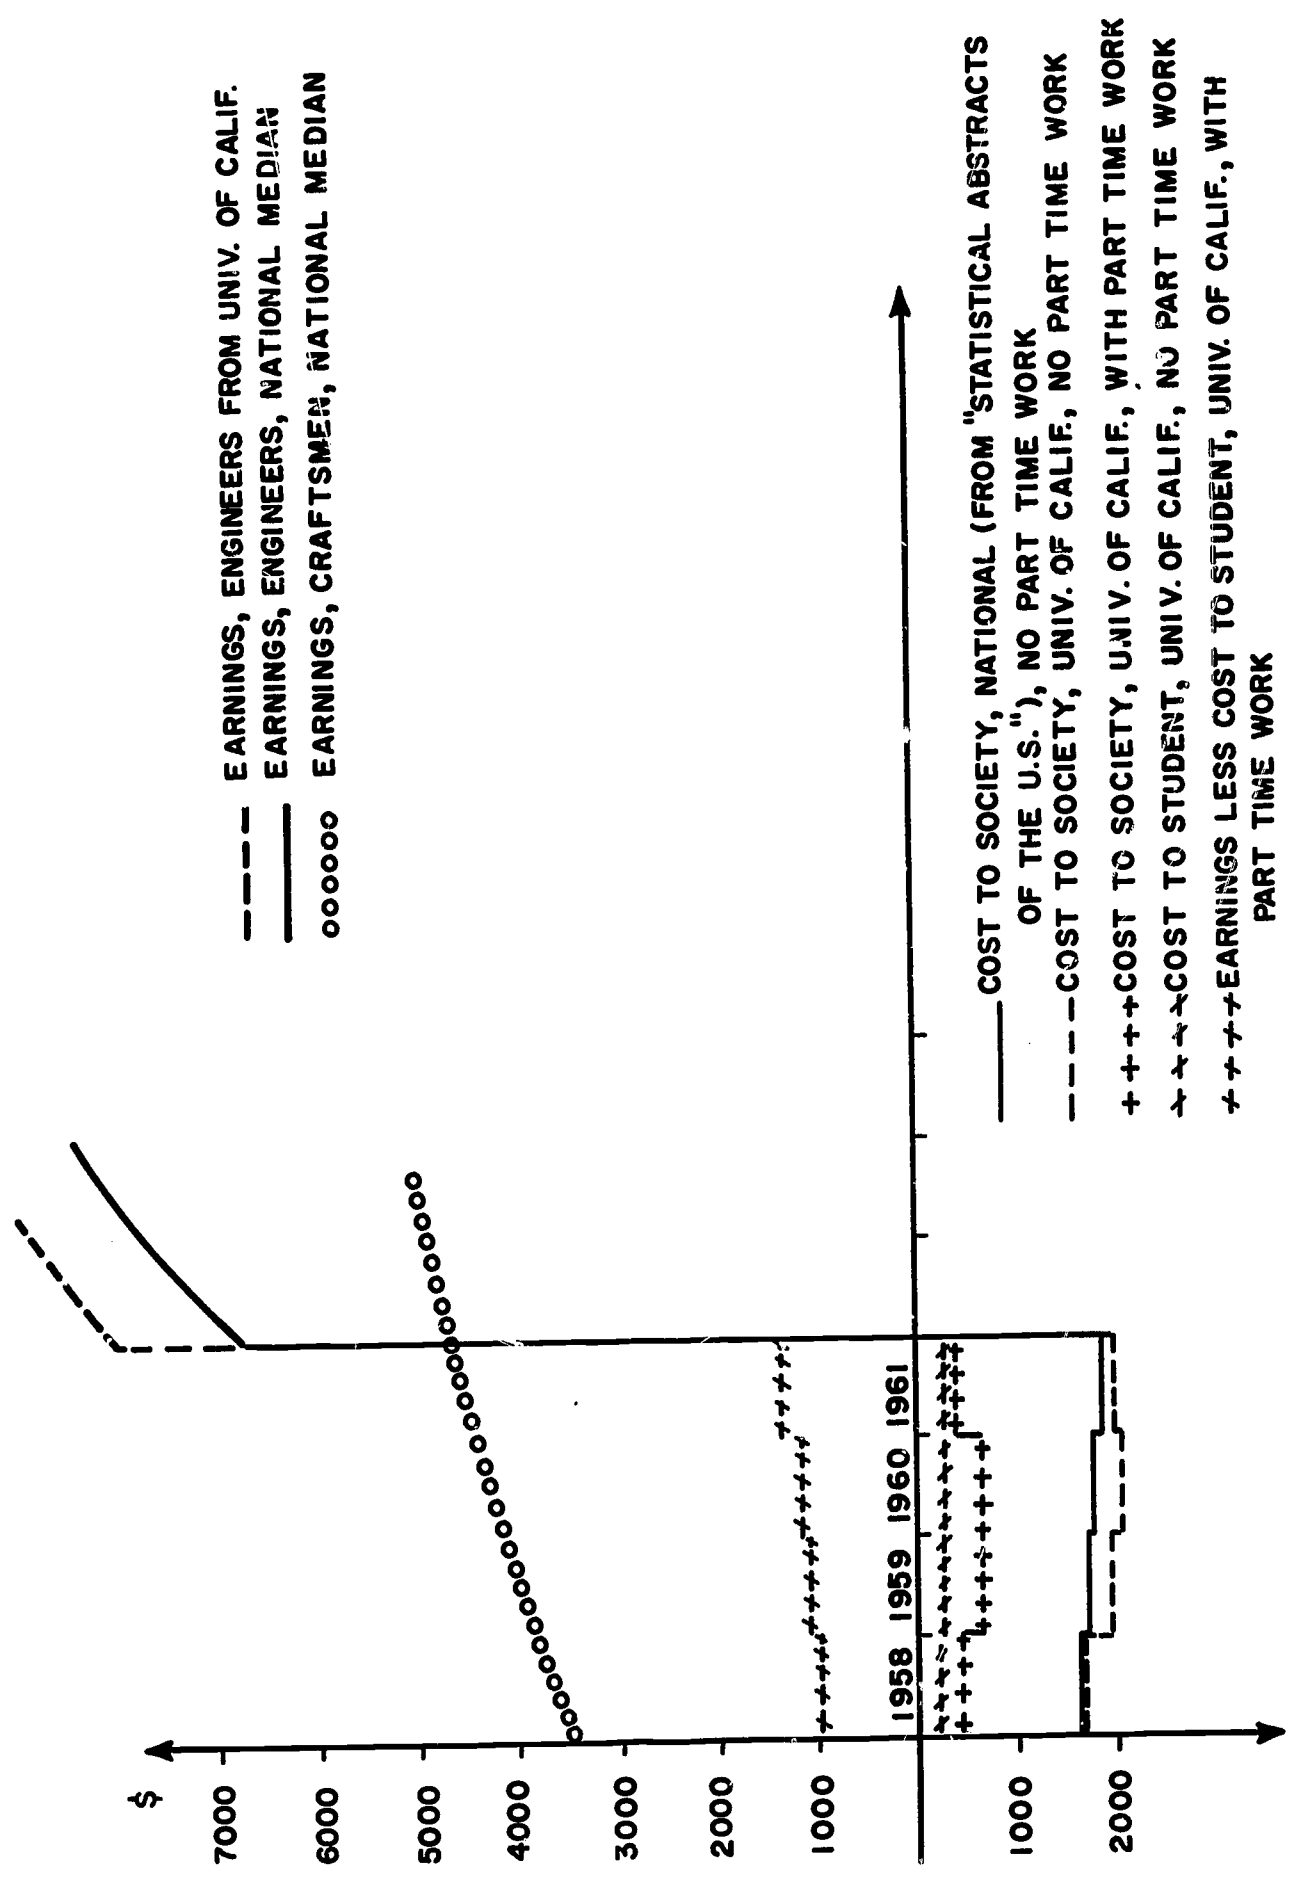 $
7000
6000
5000
4000
3000
2000
1000
1000
2000
1958 1959 1960 1961
EARNINGS, ENGINEERS FROM UNIV. OF CALIF.
EARNINGS, ENGINEERS, NATIONAL MEDIAN
EARNINGS, CRAFTSMEN, NATIONAL MEDIAN
COST TO SOCIETY, NATIONAL (FROM "STATISTICAL ABSTRACTS
OF THE U.S."), NO PART TIME WORK
COST TO SOCIETY, UNIV. OF CALIF., NO PART TIME WORK
COST TO SOCIETY, UNIV. OF CALIF., WITH PART TIME WORK
COST TO STUDENT, UNIV. OF CALIF., NO PART TIME WORK
EARNINGS LESS COST TO STUDENT, UNIV. OF CALIF., WITH
PART TIME WORK